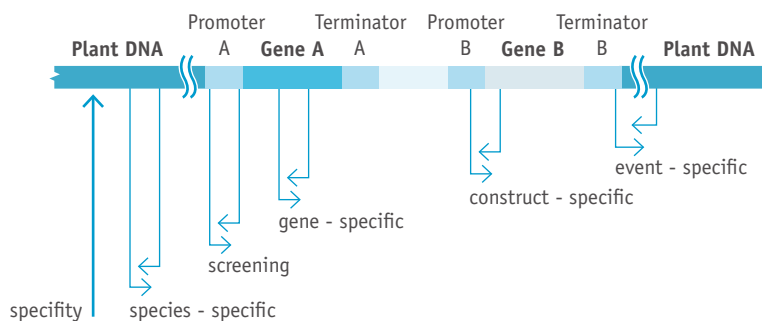 Promoter Terminator Promoter Terminator
Plant DNA A Gene A A B Gene B B Plant DNA
event - specific
construct - specific
gene - specific
screening
specifity species - specific